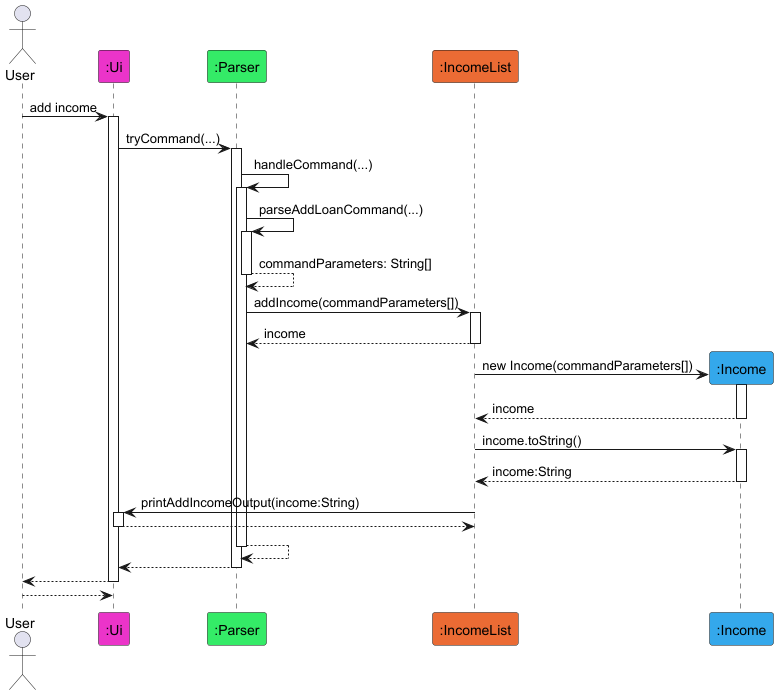 User
:Ui
:Parser
:IncomeList
add income
tryCommand(...)
handleCommand(...)
parseAddLoanCommand(...)
commandParameters: String[]
addIncome(commandParameters[])
income
new Income(commandParameters[])
:Income
income
income.toString()
income:String
printAddIncomeOutput(income:String)
User
:Ui
:Parser
:IncomeList
:Income